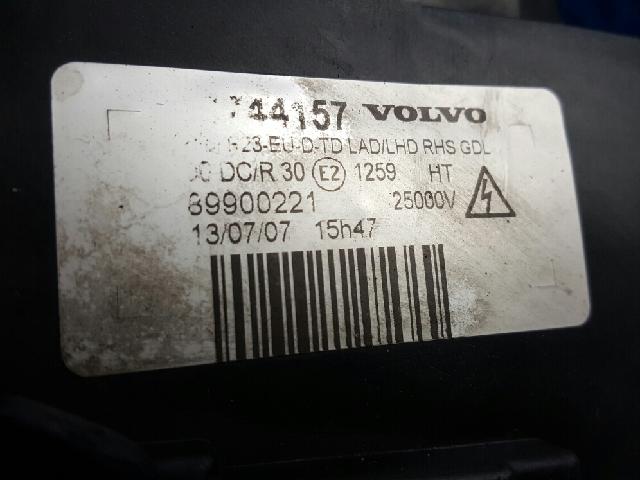 44157 VOLVO
23-EU-D-TD LAD/LHD RHS GDL
DC/R 30 E2 1259 HT
89900221 25000V
13/07/07 15h47